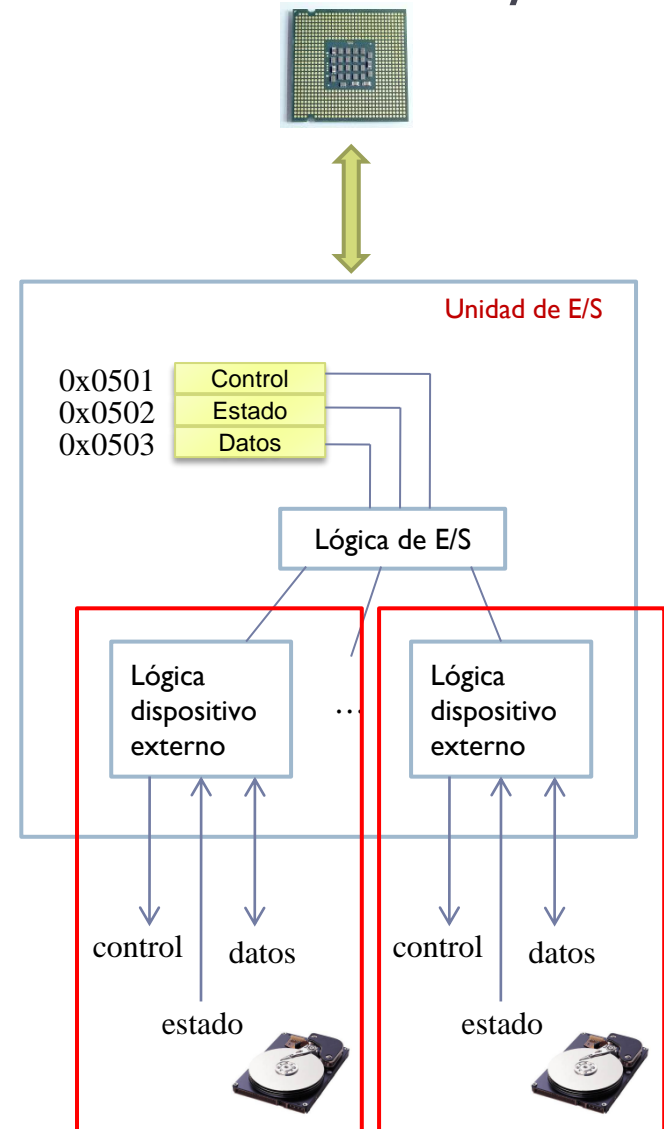 Unidad de E/S
0x0501 Control
0x0502 Estado
0x0503 Datos
Lógica de E/S
Lógica
dispositivo
externo
...
Lógica
dispositivo
externo
control datos
estado
control datos
estado